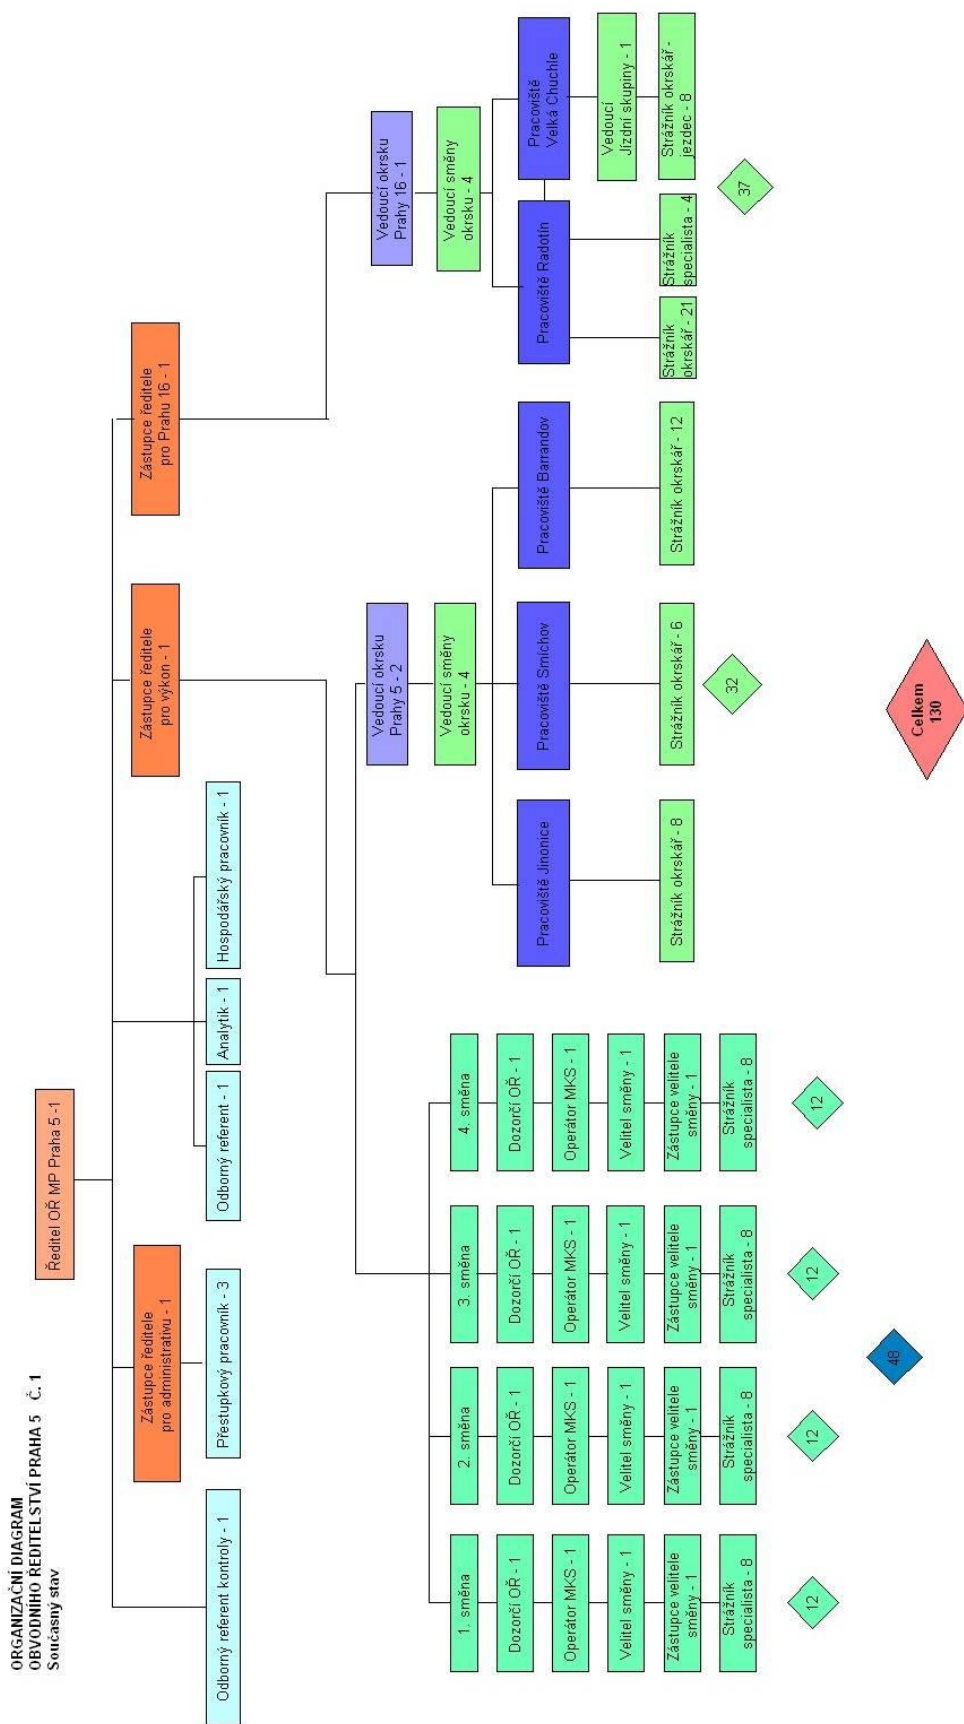 ORGANIZAČNÍ DIAGRAM
OBVODNÍHO ŘEDITELSTVÍ PRAHA 5 Č. 1
Současný stav
Ředitel OŘ MP Praha 5 -1
Zástupce ředitele
pro administrativu - 1
Zástupce ředitele
pro výkon - 1
Zástupce ředitele
pro Prahu 16 - 1
Odborný referent kontroly - 1
Přestupkový pracovník - 3
Odborný referent - 1
Analytik - 1
Hospodářský pracovník - 1
Vedoucí okrsku
Prahy 5 - 2
Vedoucí okrsku
Prahy 16 - 1
Vedoucí směny
okrsku - 4
Vedoucí směny
okrsku - 4
1. směna
2. směna
3. směna
4. směna
Dozorčí OŘ - 1
Dozorčí OŘ - 1
Dozorčí OŘ - 1
Dozorčí OŘ - 1
Operátor MKS - 1
Operátor MKS - 1
Operátor MKS - 1
Operátor MKS - 1
Velitel směny - 1
Velitel směny - 1
Velitel směny - 1
Velitel směny - 1
Zástupce velitele
směny - 1
Zástupce velitele
směny - 1
Zástupce velitele
směny - 1
Zástupce velitele
směny - 1
Strážník
specialista - 8
Strážník
specialista - 8
Strážník
specialista - 8
Strážník
specialista - 8
12
12
12
12
48
Pracoviště Jinonice
Pracoviště Smíchov
Pracoviště Barrandov
Pracoviště Radotín
Pracoviště
Velká Chuchle
Strážník okrskář - 8
Strážník okrskář - 6
Strážník okrskář - 12
Strážník
okrskář - 21
Strážník
specialista - 4
Vedoucí
Jízdní skupiny - 1
Strážník okrskář -
jezdec - 8
32
37
Celkem
130